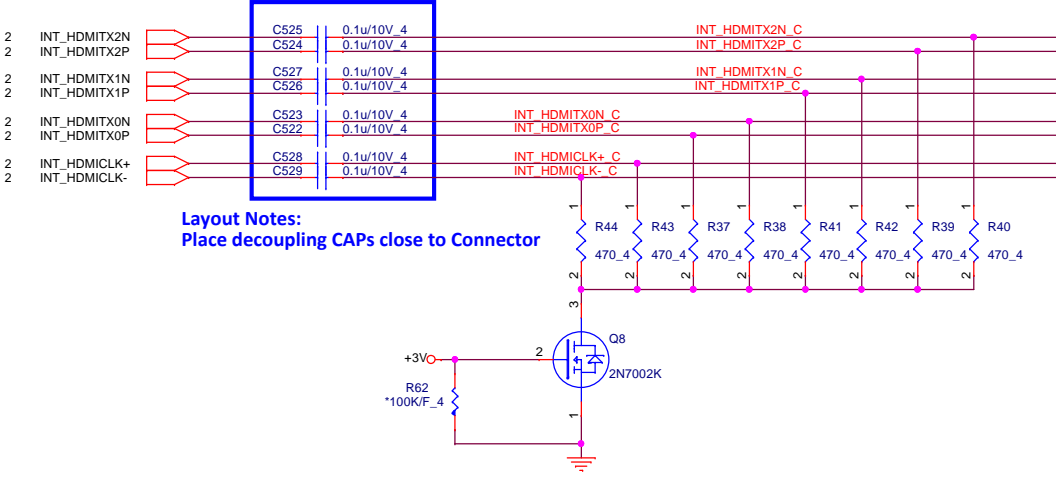 2 INT_HDMITX2N C525 0.1u/10V_4 INT_HDMITX2N_C
2 INT_HDMITX2P C524 0.1u/10V_4 INT_HDMITX2P_C
2 INT_HDMITX1N C527 0.1u/10V_4 INT_HDMITX1N_C
2 INT_HDMITX1P C526 0.1u/10V_4 INT_HDMITX1P_C
2 INT_HDMITX0N C523 0.1u/10V_4 INT_HDMITX0N_C
2 INT_HDMITX0P C522 0.1u/10V_4 INT_HDMITX0P_C
2 INT_HDMICLK+ C528 0.1u/10V_4 INT_HDMICLK+_C
2 INT_HDMICLK- C529 0.1u/10V_4 INT_HDMICLK-_C
Layout Notes:
Place decoupling CAPs close to Connector
1 1 1 1 1 1 1 1
R44 R43 R37 R38 R41 R42 R39 R40
470_4 470_4 470_4 470_4 470_4 470_4 470_4 470_4
2 2 2 2 2 2 2 2
3
Q8
+3V 2
2N7002K
R62
*100K/F_4
1